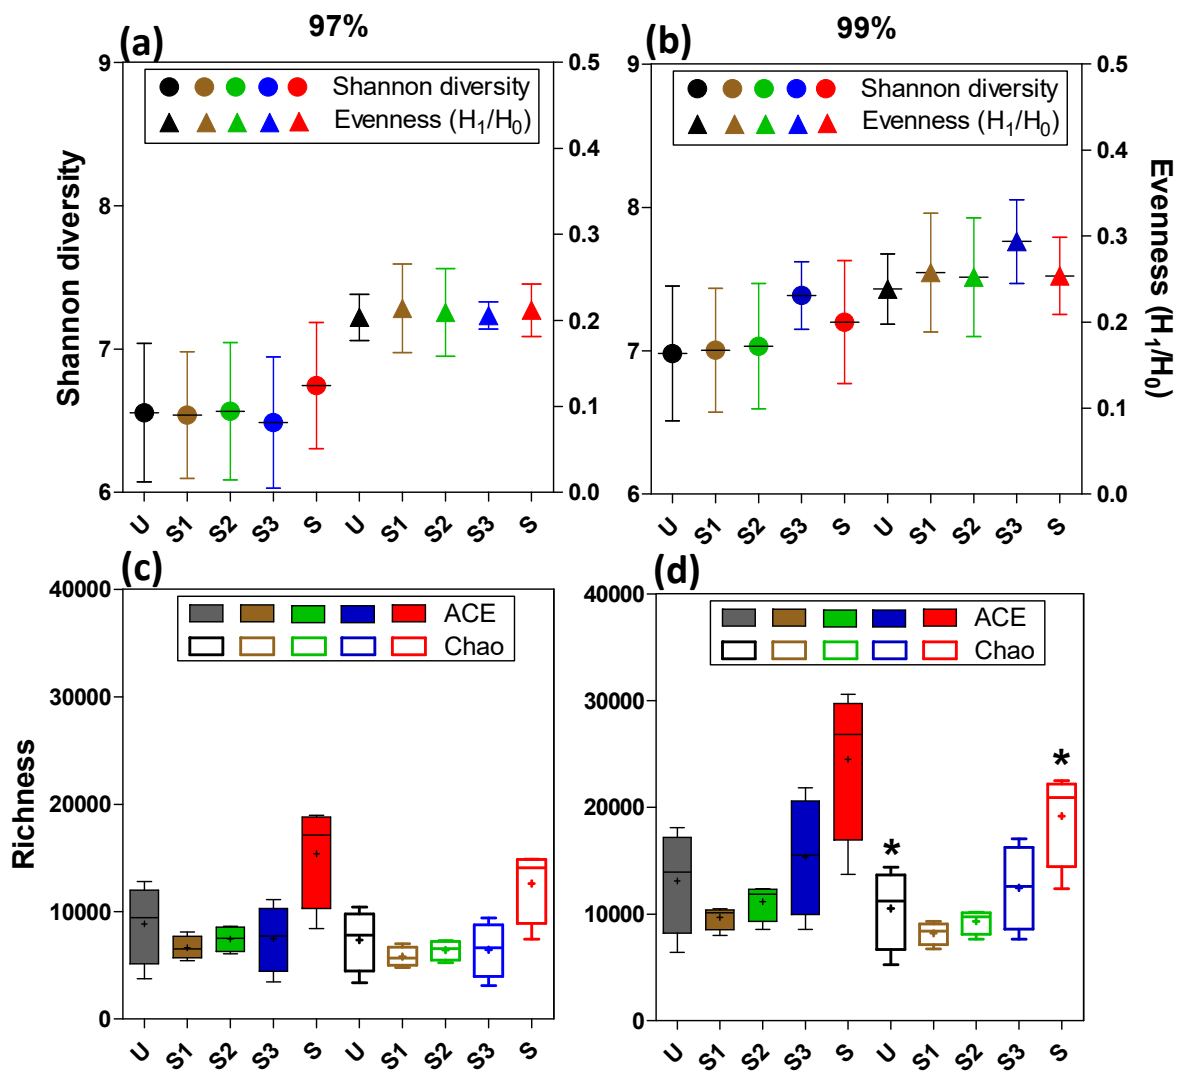 97%
99%
(a)
(b)
Shannon diversity
9
8
7
6
Shannon diversity
Evenness (H1/H0)
0.5
0.4
0.3
0.2
0.1
0.0
U S1 S2 S3 S U S1 S2 S3 S
9
8
7
6
Shannon diversity
Evenness (H1/H0)
0.5
0.4
0.3
0.2
0.1
0.0
Evenness (H1/H0)
U S1 S2 S3 S U S1 S2 S3 S
(c)
(d)
Richness
40000
30000
20000
10000
0
ACE
Chao
U S1 S2 S3 S U S1 S2 S3 S
40000
30000
20000
10000
0
ACE
Chao
*
*
U S1 S2 S3 S U S1 S2 S3 S